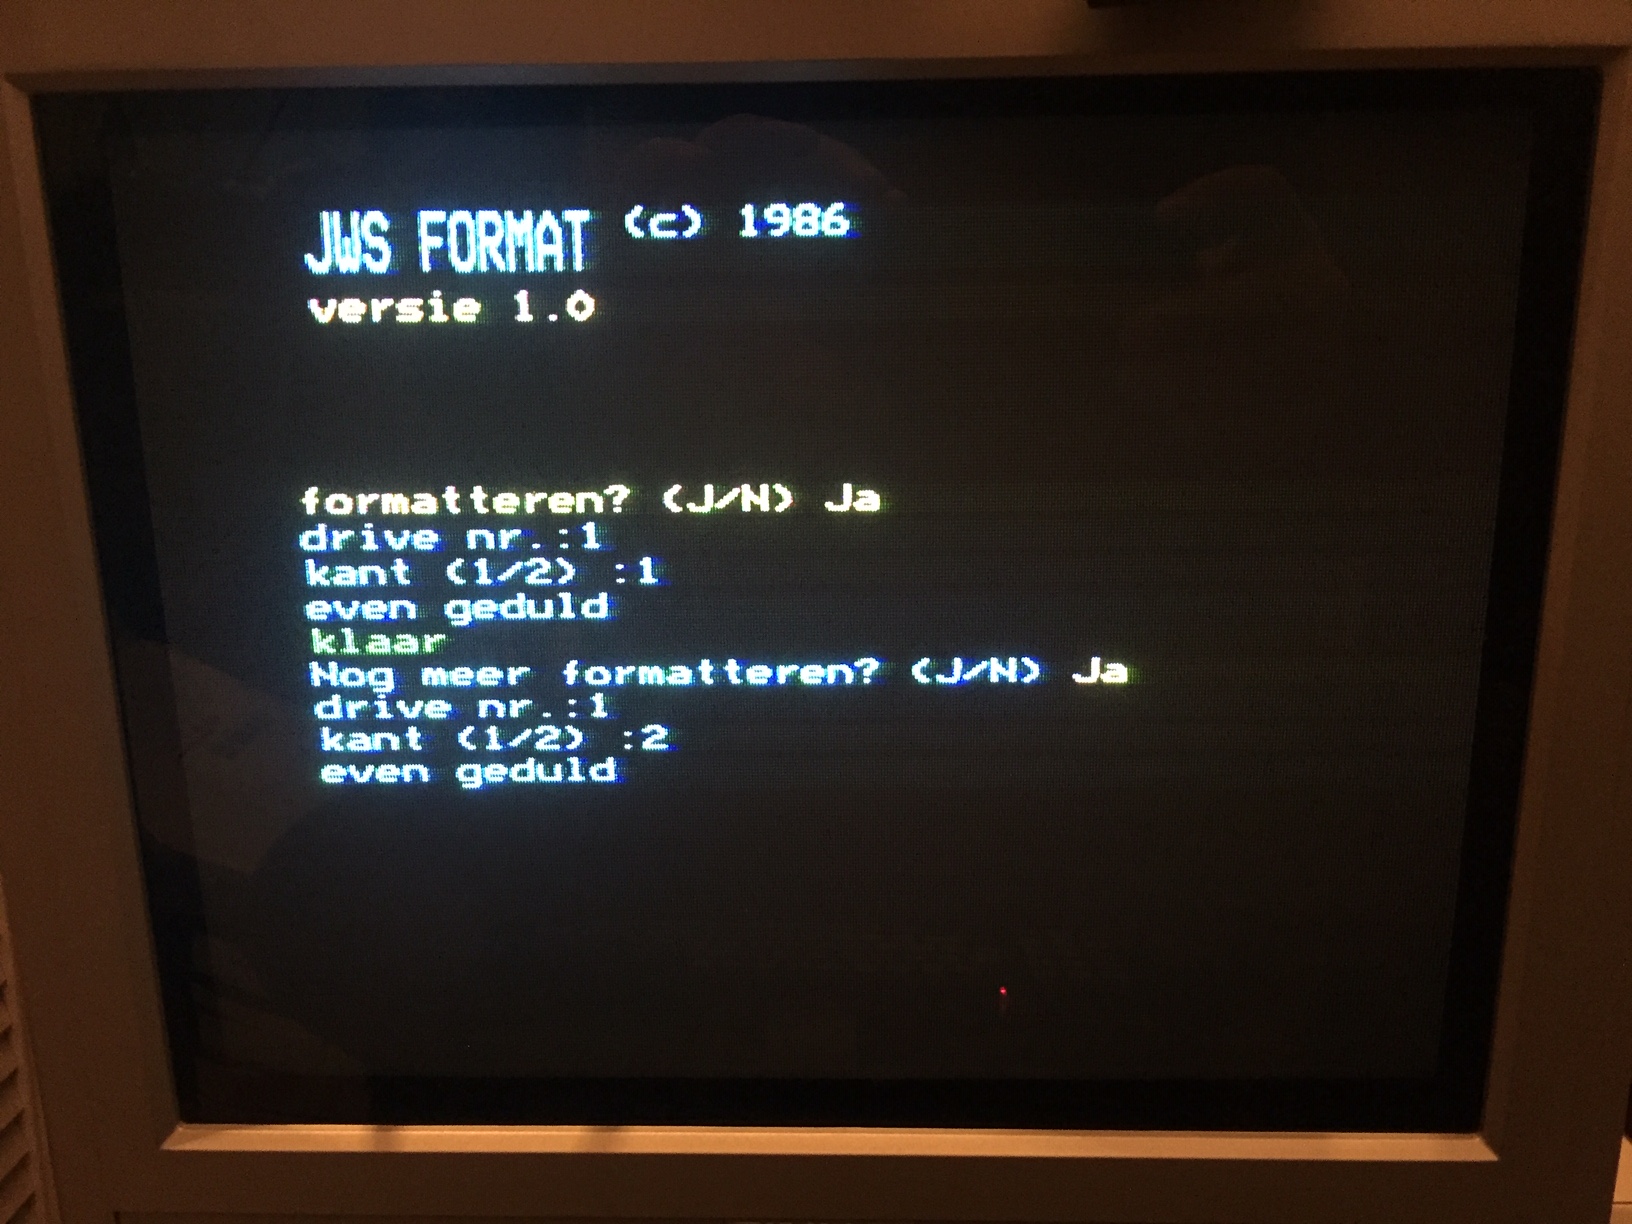 JWS FORMAT (c) 1986
versie 1.0
formatteren? (J/N) Ja
drive nr.:1
kant (1/2) :1
even geduld
klaar
Nog meer formatteren? (J/N) Ja
drive nr.:1
kant (1/2) :2
even geduld